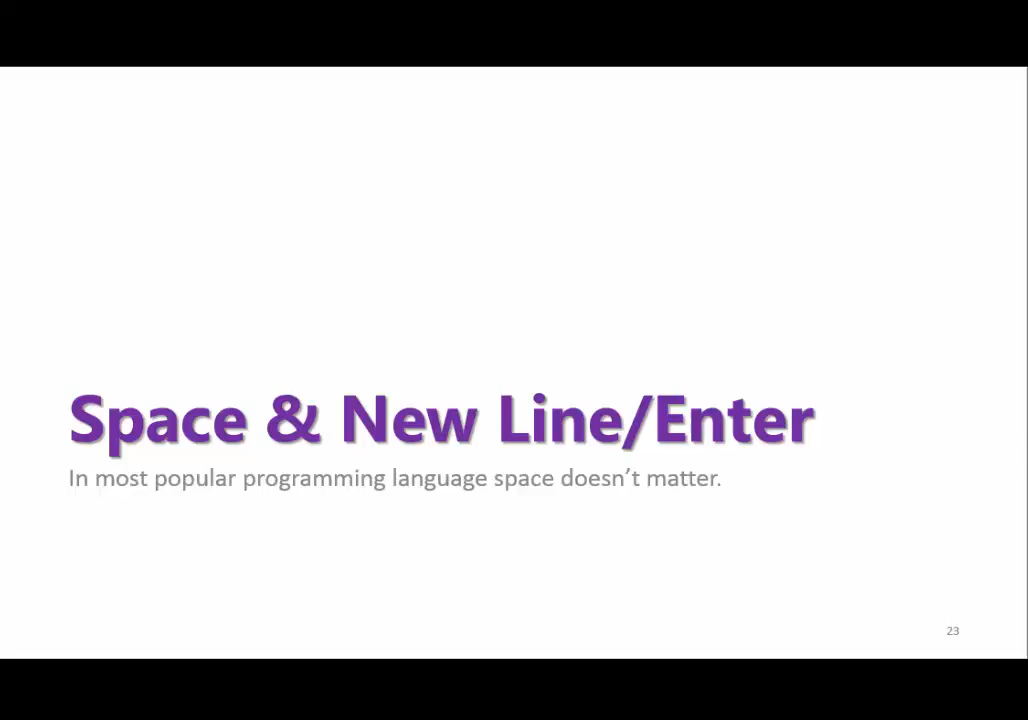 Space & New Line/Enter
In most popular programming language space doesn’t matter.
23